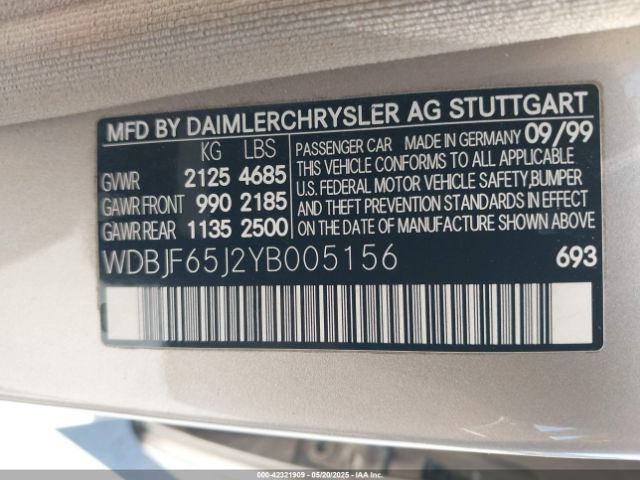 MFD BY DAIMLERCHRYSLER AG STUTTGART
KG LBS
GVWR 2125 4685
GAWR FRONT 990 2185
GAWR REAR 1135 2500
PASSENGER CAR MADE IN GERMANY 09/99
THIS VEHICLE CONFORMS TO ALL APPLICABLE
U.S. FEDERAL MOTOR VEHICLE SAFETY, BUMPER
AND THEFT PREVENTION STANDARDS IN EFFECT
ON THE DATE OF MANUFACTURE SHOWN ABOVE.
WDBJF65J2YB005156
693
000-42321909 - 05/20/2025 - IAA Inc.